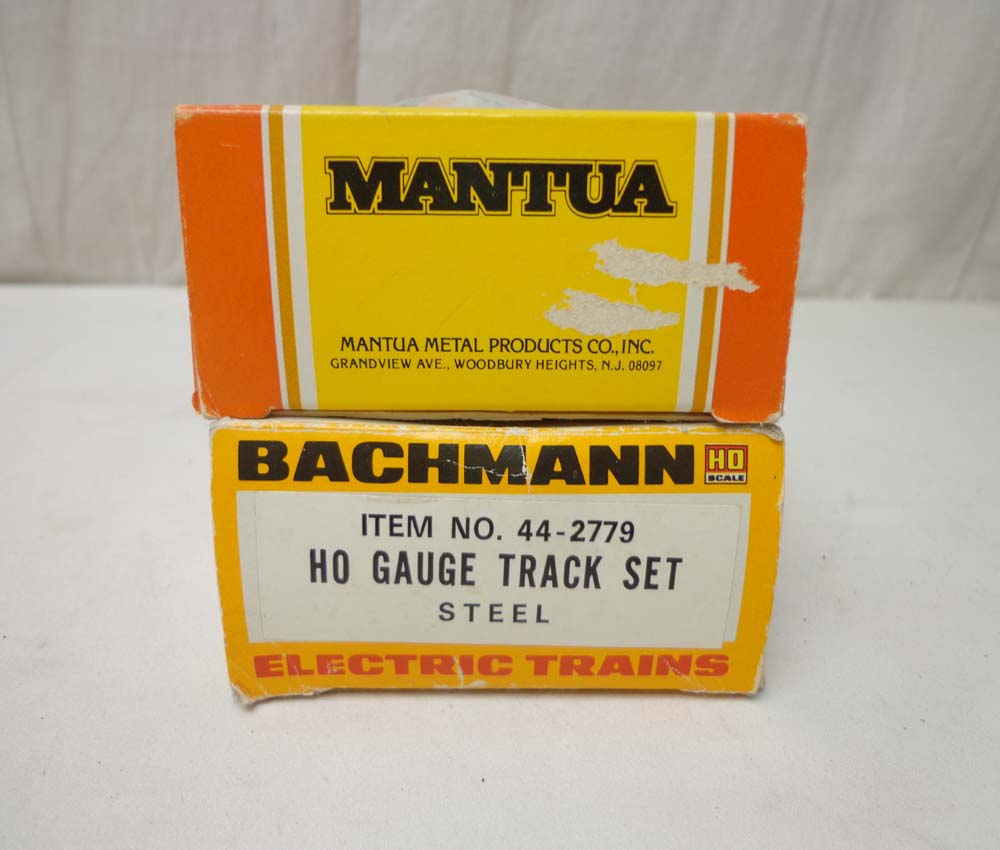 MANTUA
MANTUA METAL PRODUCTS CO., INC.
GRANDVIEW AVE., WOODBURY HEIGHTS, N.J. 08097
BACHMANN HO SCALE
ITEM NO. 44-2779
HO GAUGE TRACK SET
STEEL
ELECTRIC TRAINS